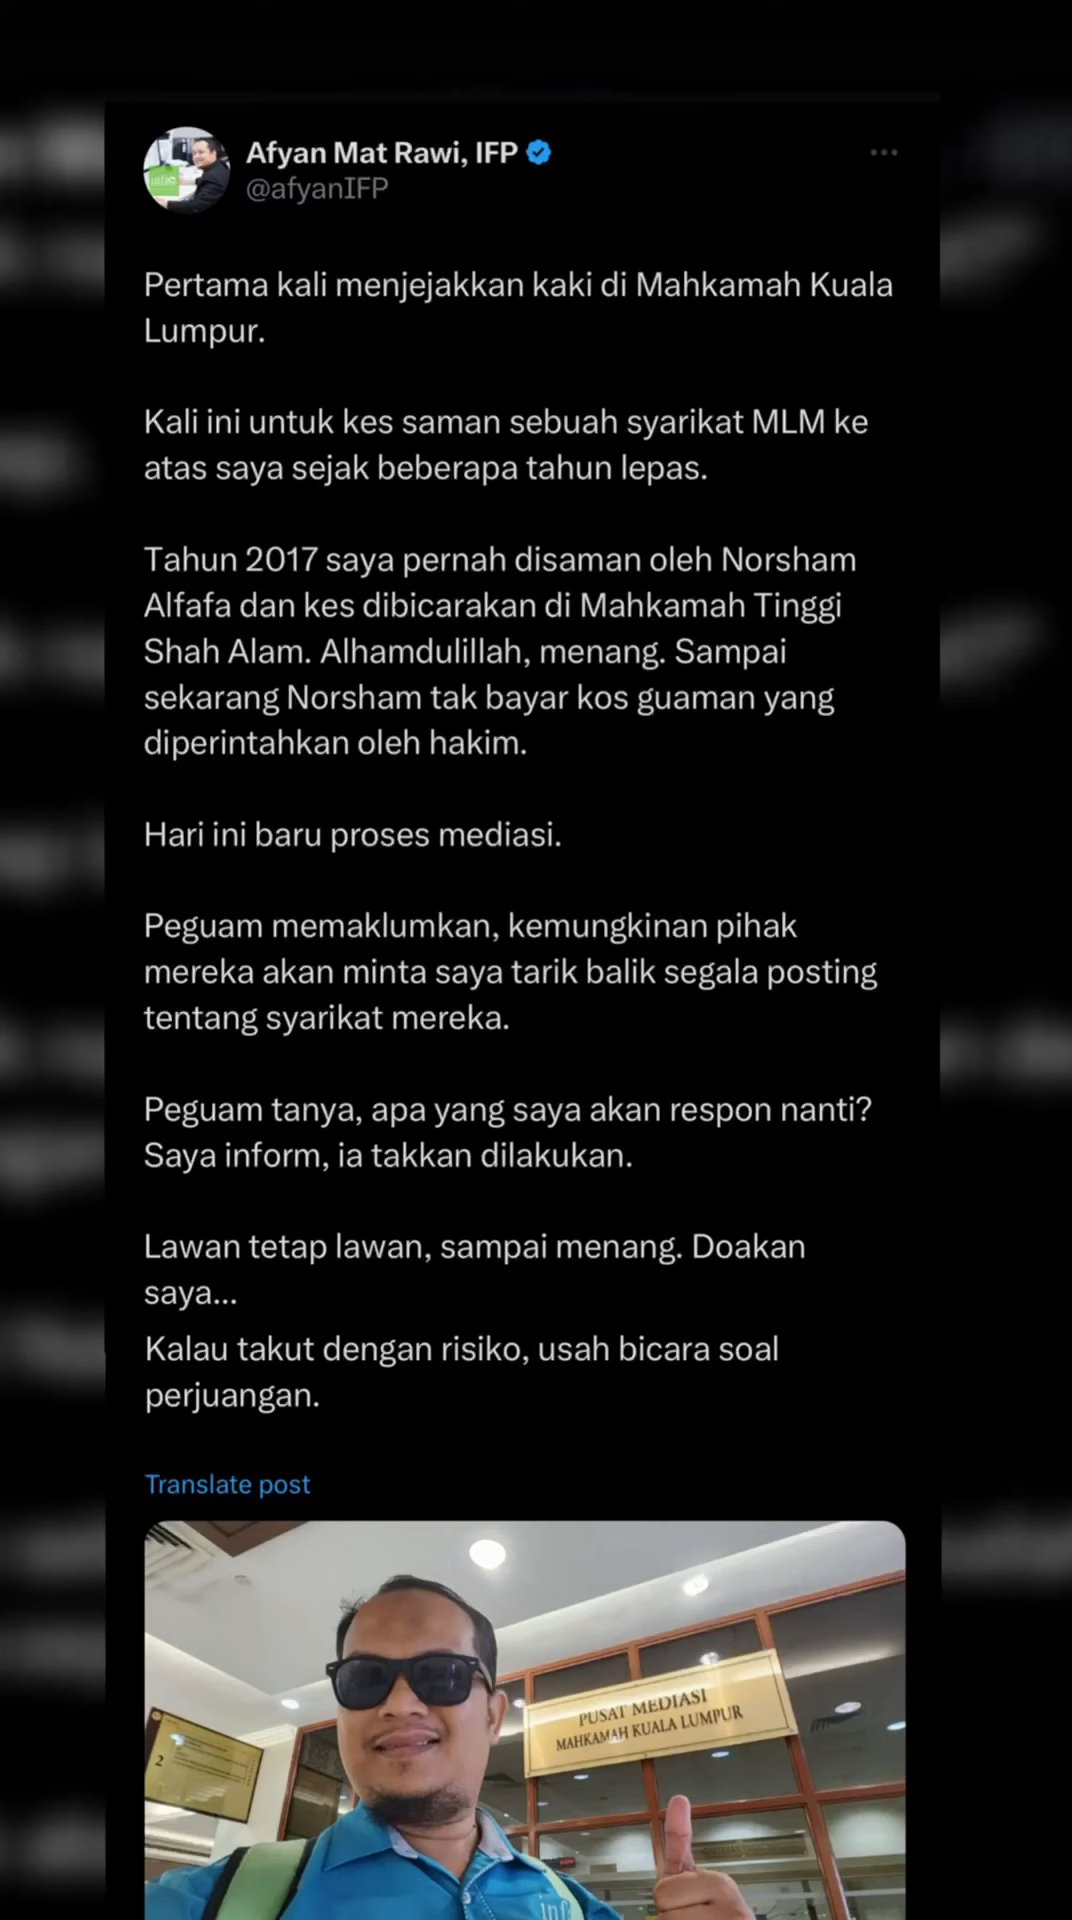 Afyan Mat Rawi, IFP
@afyanIFP
Pertama kali menjejakkan kaki di Mahkamah Kuala
Lumpur.
Kali ini untuk kes saman sebuah syarikat MLM ke
atas saya sejak beberapa tahun lepas.
Tahun 2017 saya pernah disaman oleh Norsham
Alfafa dan kes dibicarakan di Mahkamah Tinggi
Shah Alam. Alhamdulillah, menang. Sampai
sekarang Norsham tak bayar kos guaman yang
diperintahkan oleh hakim.
Hari ini baru proses mediasi.
Peguam memaklumkan, kemungkinan pihak
mereka akan minta saya tarik balik segala posting
tentang syarikat mereka.
Peguam tanya, apa yang saya akan respon nanti?
Saya inform, ia takkan dilakukan.
Lawan tetap lawan, sampai menang. Doakan
saya...
Kalau takut dengan risiko, usah bicara soal
perjuangan.
Translate post
PUSAT MEDIASI
MAHKAMAH KUALA LUMPUR
2